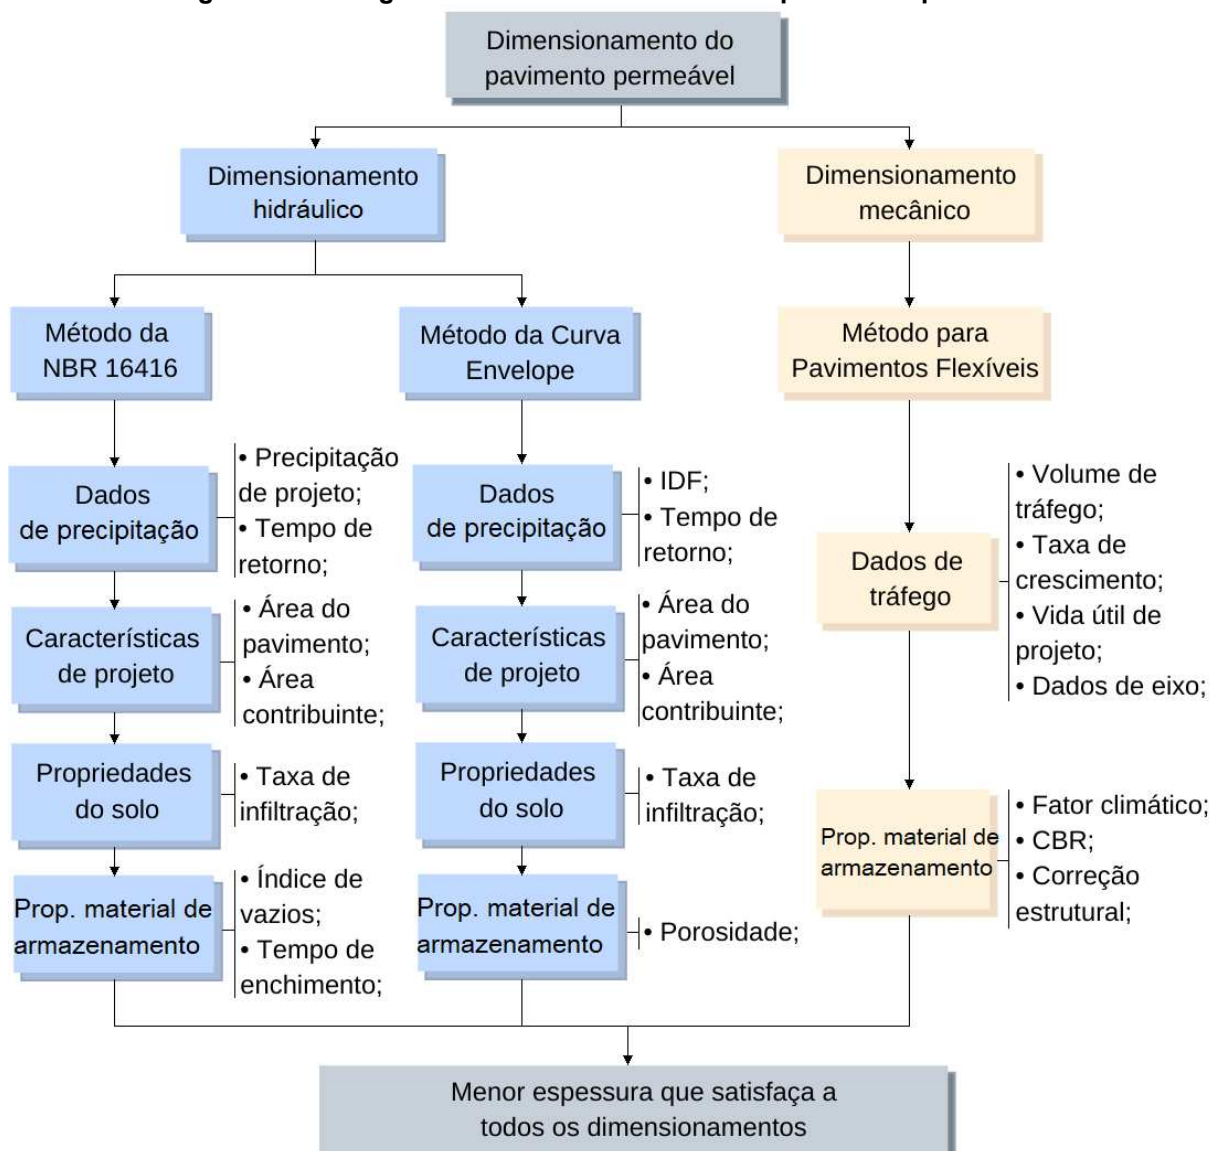 Dimensionamento do
pavimento permeável
Dimensionamento
hidráulico
Dimensionamento
mecânico
Método da
NBR 16416
Método da Curva
Envelope
Método para
Pavimentos Flexíveis
Dados
de precipitação
• Precipitação
de projeto;
• Tempo de
retorno;
Características
de projeto
• Área do
pavimento;
• Área
contribuinte;
Propriedades
do solo
• Taxa de
infiltração;
Prop. material de
armazenamento
• Índice de
vazios;
• Tempo de
enchimento;
Dados
de precipitação
• IDF;
• Tempo de
retorno;
Características
de projeto
• Área do
pavimento;
• Área
contribuinte;
Propriedades
do solo
• Taxa de
infiltração;
Prop. material de
armazenamento
• Porosidade;
Dados de
tráfego
• Volume de
tráfego;
• Taxa de
crescimento;
• Vida útil de
projeto;
• Dados de eixo;
Prop. material de
armazenamento
• Fator climático;
• CBR;
• Correção
estrutural;
Menor espessura que satisfaça a
todos os dimensionamentos